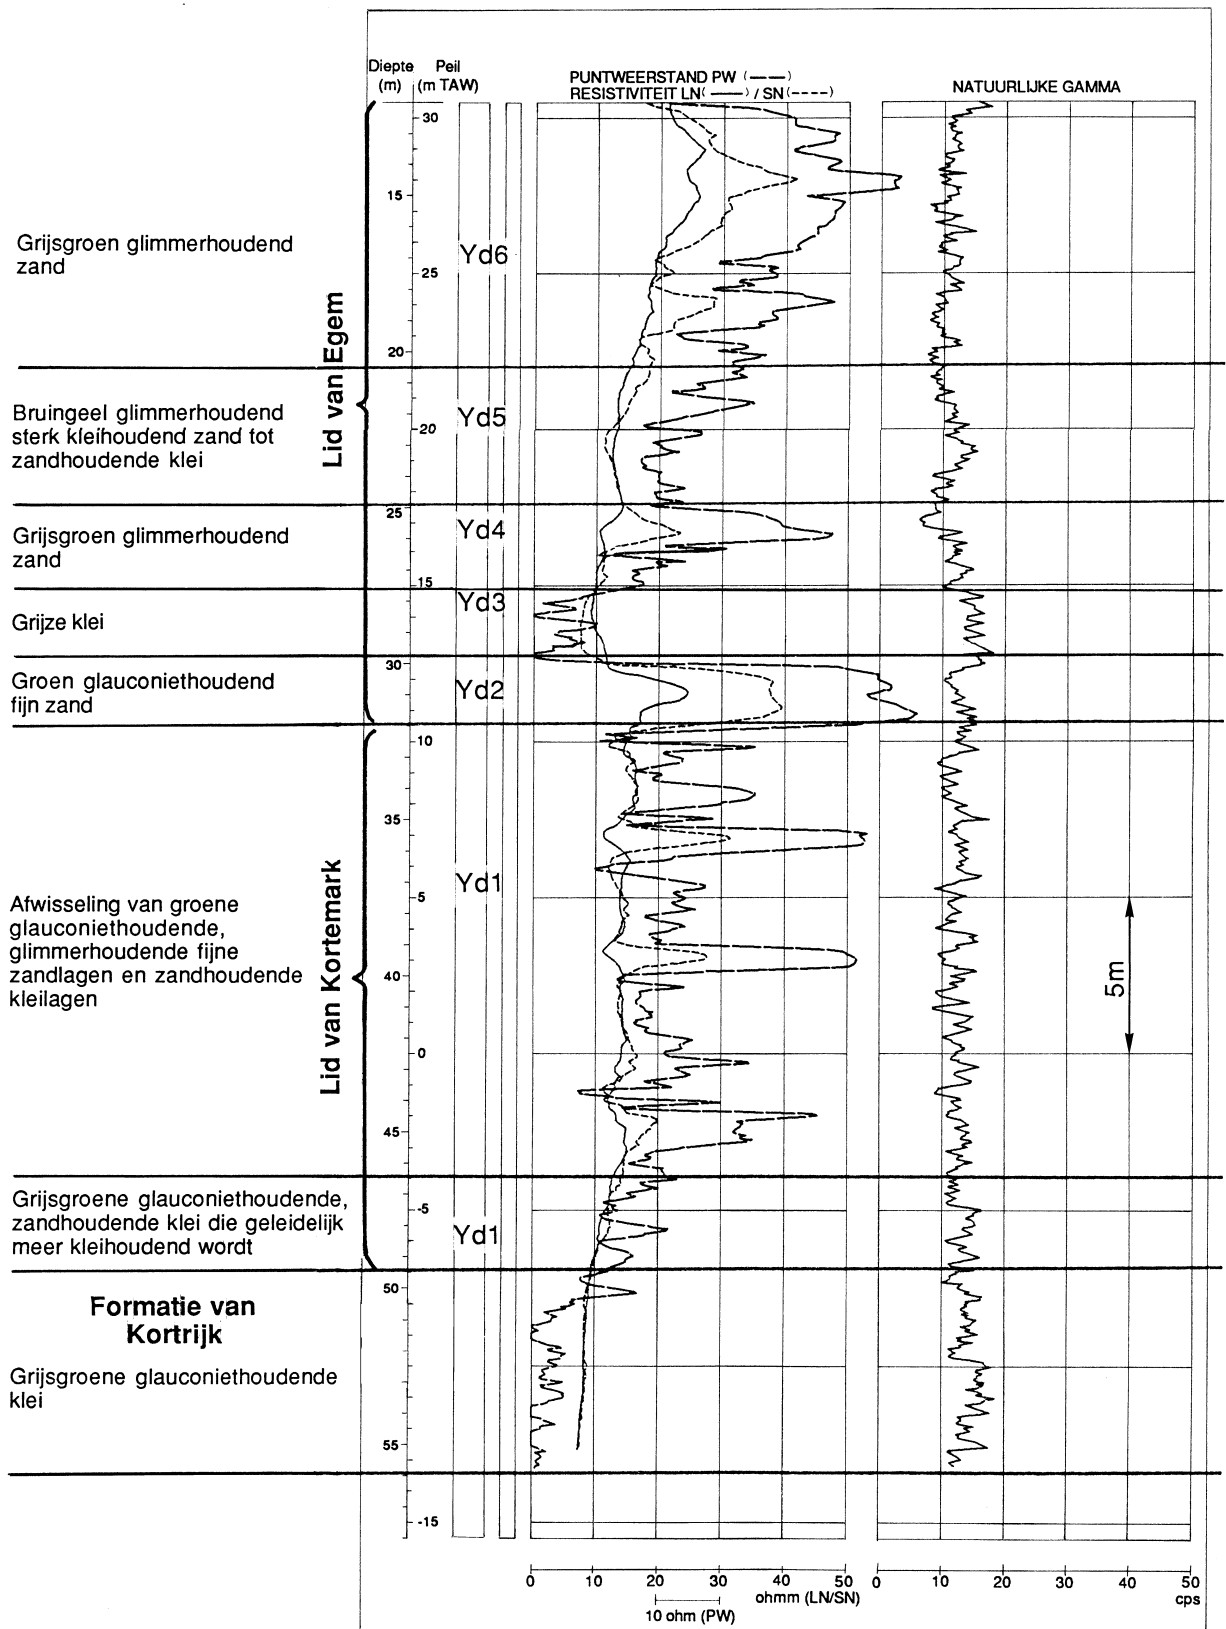 Diepte Peil
(m) (m TAW)
PUNTWEERSTAND PW (— —)
RESISTIVITEIT LN(——) / SN(----)
NATUURLIJKE GAMMA
30
15
Grijsgroen glimmerhoudend
zand
Yd6
25
20
Lid van Egem
Bruingeel glimmerhoudend
sterk kleihoudend zand tot
zandhoudende klei
Yd5
20
25
Grijsgroen glimmerhoudend
zand
Yd4
15
Yd3
Grijze klei
30
Groen glauconiethoudend
fijn zand
Yd2
10
35
Yd1
5
Afwisseling van groene
glauconiethoudende,
glimmerhoudende fijne
zandlagen en zandhoudende
kleilagen
Lid van Kortemark
40
5m
0
45
Grijsgroene glauconiethoudende,
zandhoudende klei die geleidelijk
meer kleihoudend wordt
-5
Yd1
50
Formatie van
Kortrijk
Grijsgroene glauconiethoudende
klei
55
-15
0 10 20 30 40 50
ohmm (LN/SN)
10 ohm (PW)
0 10 20 30 40 50
cps